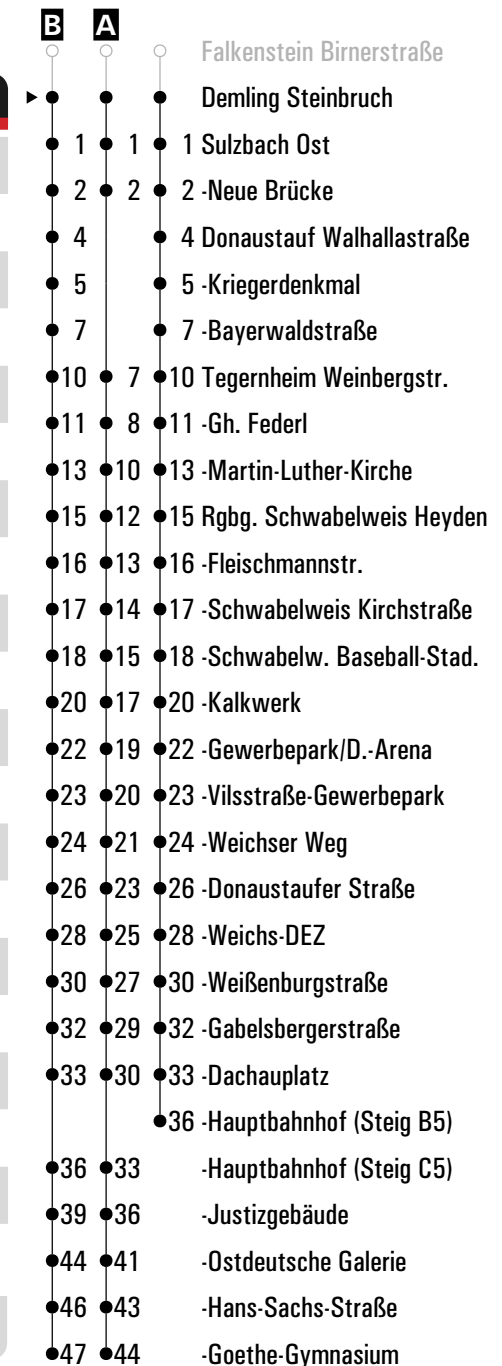 B A
Falkenstein Birnerstraße
Demling Steinbruch
1 1 1 Sulzbach Ost
2 2 2 -Neue Brücke
4 4 Donaustauf Walhallastraße
5 5 -Kriegerdenkmal
7 7 -Bayerwaldstraße
10 7 10 Tegernheim Weinbergstr.
11 8 11 -Gh. Federl
13 10 13 -Martin-Luther-Kirche
15 12 15 Rgbg. Schwabelweis Heyden
16 13 16 -Fleischmannstr.
17 14 17 -Schwabelweis Kirchstraße
18 15 18 -Schwabelw. Baseball-Stad.
20 17 20 -Kalkwerk
22 19 22 -Gewerbepark/D.-Arena
23 20 23 -Vilsstraße-Gewerbepark
24 21 24 -Weichser Weg
26 23 26 -Donaustaufer Straße
28 25 28 -Weichs-DEZ
30 27 30 -Weißenburgstraße
32 29 32 -Gabelsbergerstraße
33 30 33 -Dachauplatz
36 -Hauptbahnhof (Steig B5)
36 33 -Hauptbahnhof (Steig C5)
39 36 -Justizgebäude
44 41 -Ostdeutsche Galerie
46 43 -Hans-Sachs-Straße
47 44 -Goethe-Gymnasium